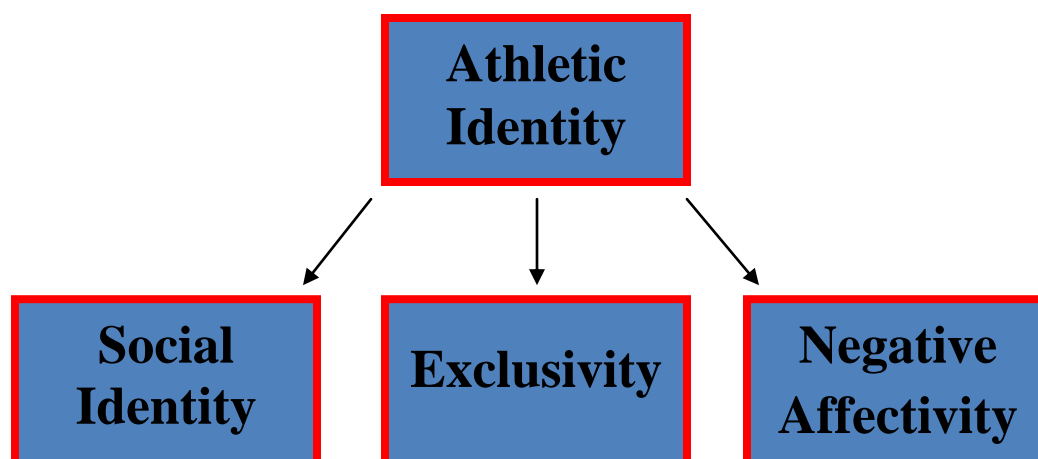 Athletic
Identity
Social
Identity
Exclusivity
Negative
Affectivity